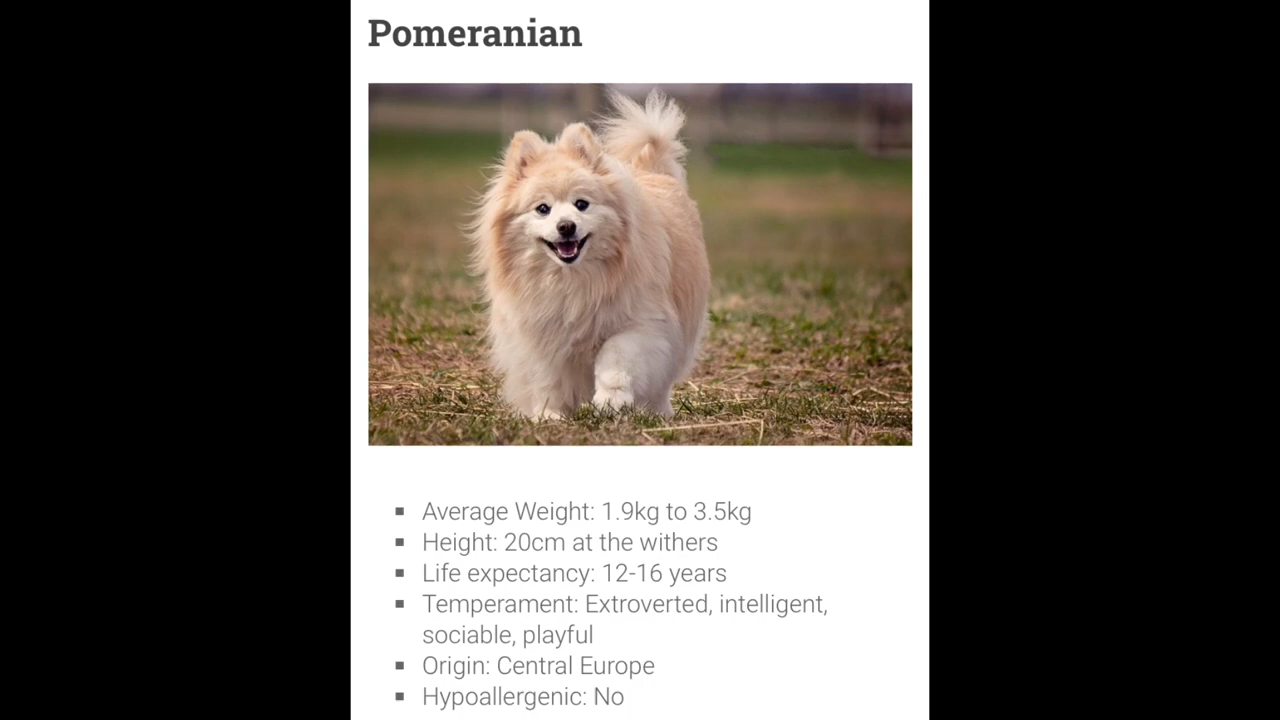 Pomeranian
Average Weight: 1.9kg to 3.5kg
Height: 20cm at the withers
Life expectancy: 12-16 years
Temperament: Extroverted, intelligent,
sociable, playful
Origin: Central Europe
Hypoallergenic: No